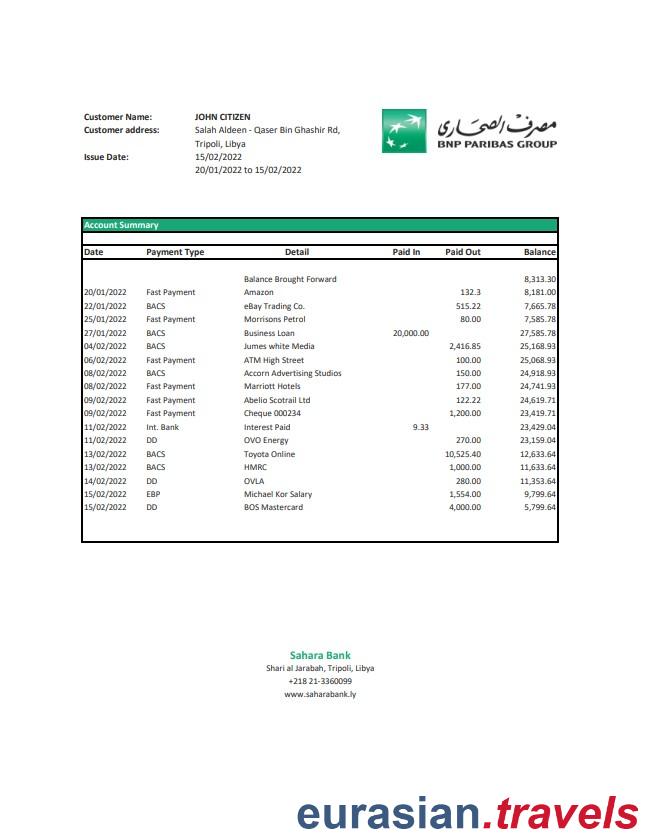 Customer Name: JOHN CITIZEN
Customer address: Salah Aldeen - Qaser Bin Ghashir Rd,
Tripoli, Libya
Issue Date: 15/02/2022
20/01/2022 to 15/02/2022
مصرف الصحاري
BNP PARIBAS GROUP
Account Summary
Date Payment Type Detail Paid In Paid Out Balance
Balance Brought Forward 8,313.30
20/01/2022 Fast Payment Amazon 132.3 8,181.00
22/01/2022 BACS eBay Trading Co. 515.22 7,665.78
25/01/2022 Fast Payment Morrisons Petrol 80.00 7,585.78
27/01/2022 BACS Business Loan 20,000.00 27,585.78
04/02/2022 BACS Jumes white Media 2,416.85 25,168.93
06/02/2022 Fast Payment ATM High Street 100.00 25,068.93
08/02/2022 BACS Accorn Advertising Studios 150.00 24,918.93
08/02/2022 Fast Payment Marriott Hotels 177.00 24,741.93
09/02/2022 Fast Payment Abelio Scotrail Ltd 122.22 24,619.71
09/02/2022 Fast Payment Cheque 000234 1,200.00 23,419.71
11/02/2022 Int. Bank Interest Paid 9.33 23,429.04
11/02/2022 DD OVO Energy 270.00 23,159.04
13/02/2022 BACS Toyota Online 10,525.40 12,633.64
13/02/2022 BACS HMRC 1,000.00 11,633.64
14/02/2022 DD OVLA 280.00 11,353.64
15/02/2022 EBP Michael Kor Salary 1,554.00 9,799.64
15/02/2022 DD BOS Mastercard 4,000.00 5,799.64
Sahara Bank
Shari al Jarabah, Tripoli, Libya
+218 21-3360099
www.saharabank.ly
eurasian.travels